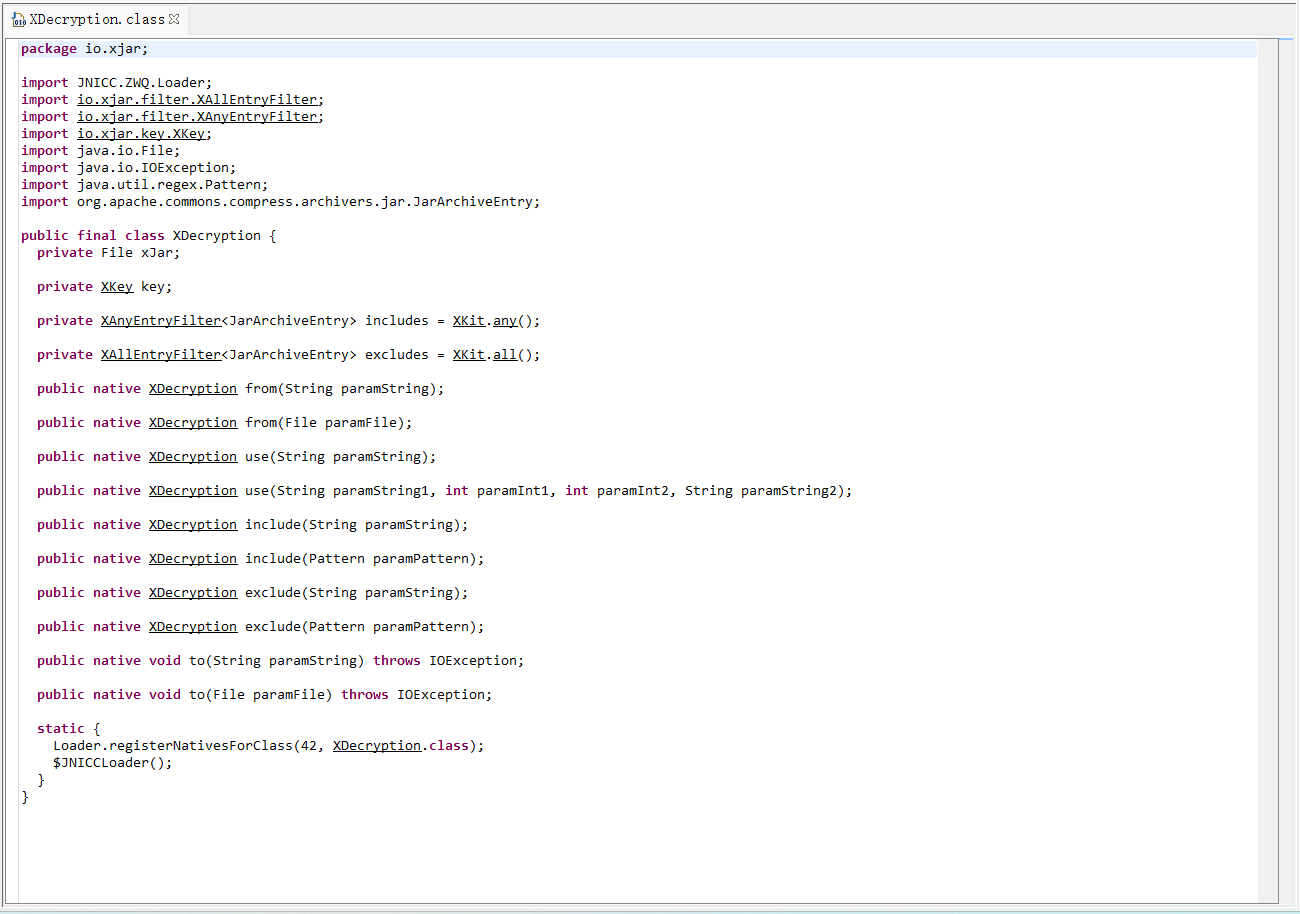 XDecryption.class
package io.xjar;
import JNICC.ZWQ.Loader;
import io.xjar.filter.XAllEntryFilter;
import io.xjar.filter.XAnyEntryFilter;
import io.xjar.key.XKey;
import java.io.File;
import java.io.IOException;
import java.util.regex.Pattern;
import org.apache.commons.compress.archivers.jar.JarArchiveEntry;
public final class XDecryption {
private File xJar;
private XKey key;
private XAnyEntryFilter<JarArchiveEntry> includes = XKit.any();
private XAllEntryFilter<JarArchiveEntry> excludes = XKit.all();
public native XDecryption from(String paramString);
public native XDecryption from(File paramFile);
public native XDecryption use(String paramString);
public native XDecryption use(String paramString1, int paramInt1, int paramInt2, String paramString2);
public native XDecryption include(String paramString);
public native XDecryption include(Pattern paramPattern);
public native XDecryption exclude(String paramString);
public native XDecryption exclude(Pattern paramPattern);
public native void to(String paramString) throws IOException;
public native void to(File paramFile) throws IOException;
static {
Loader.registerNativesForClass(42, XDecryption.class);
$JNICCLoader();
}
}